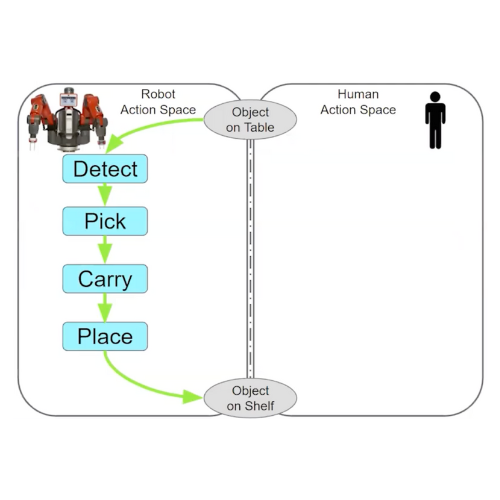 Robot
Action Space
Human
Action Space
Object
on Table
Detect
Pick
Carry
Place
Object
on Shelf